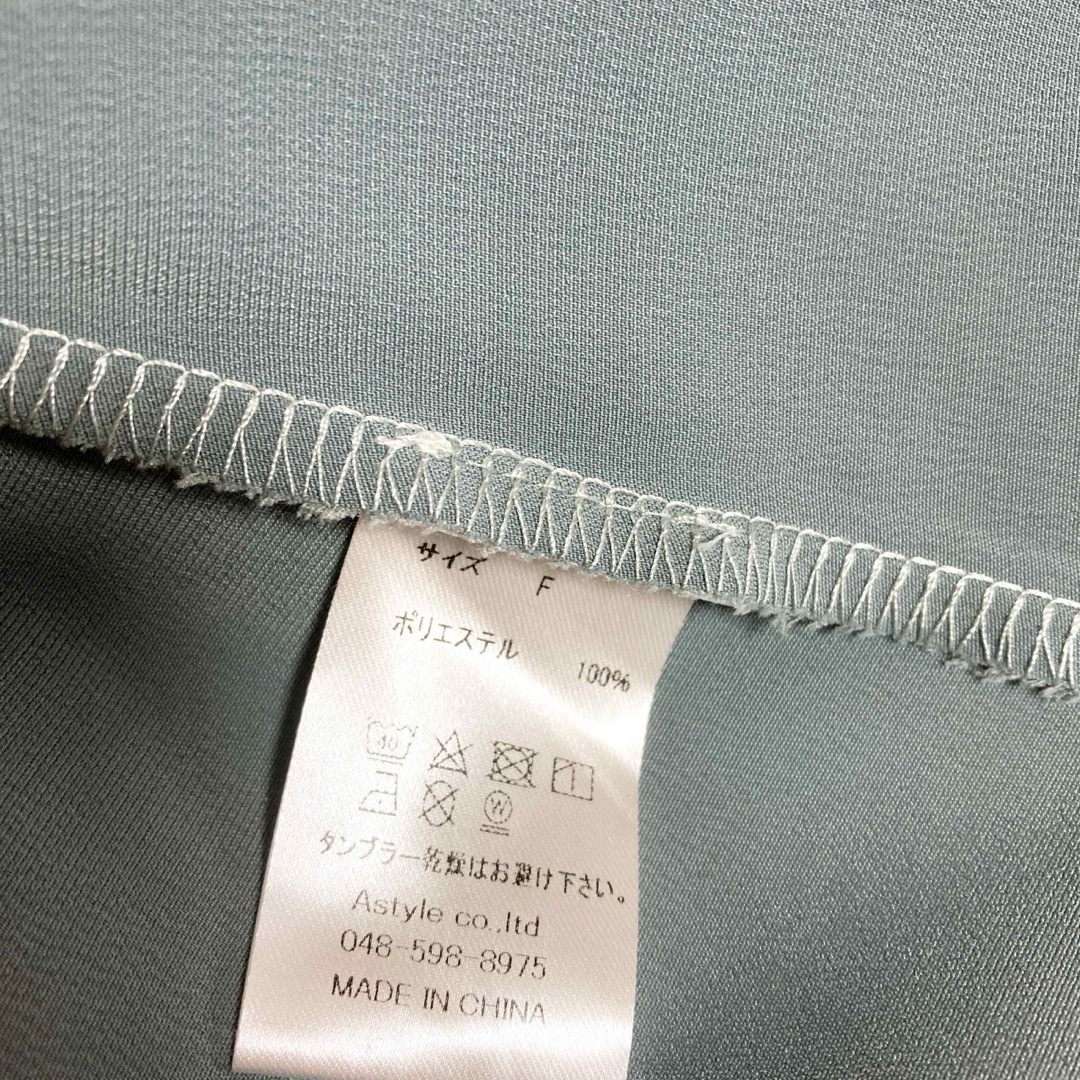 サイズ F
ポリエステル 100%
40
W
タンブラー乾燥はお避け下さい。
Astyle co.,ltd
048-598-8975
MADE IN CHINA